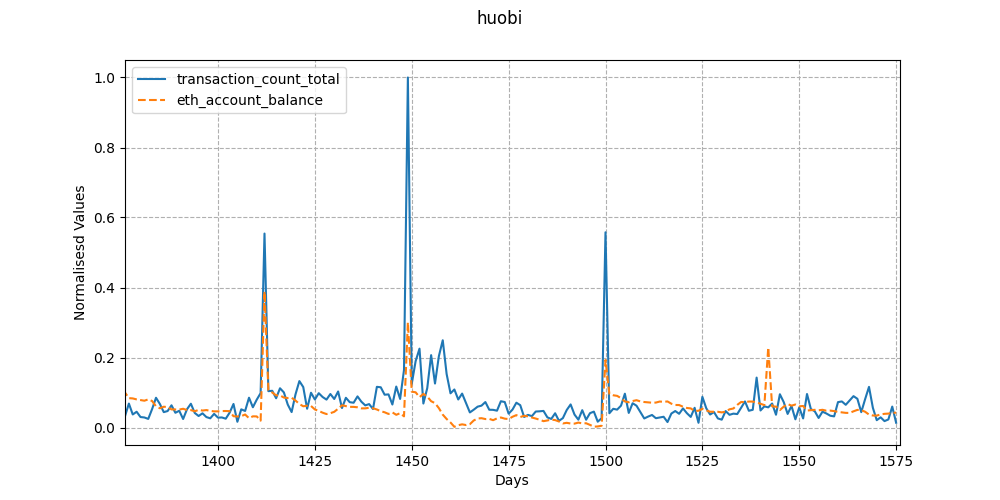 huobi
transaction_count_total
eth_account_balance
Normalisesd Values
1.0
0.8
0.6
0.4
0.2
0.0
1400 1425 1450 1475 1500 1525 1550 1575
Days